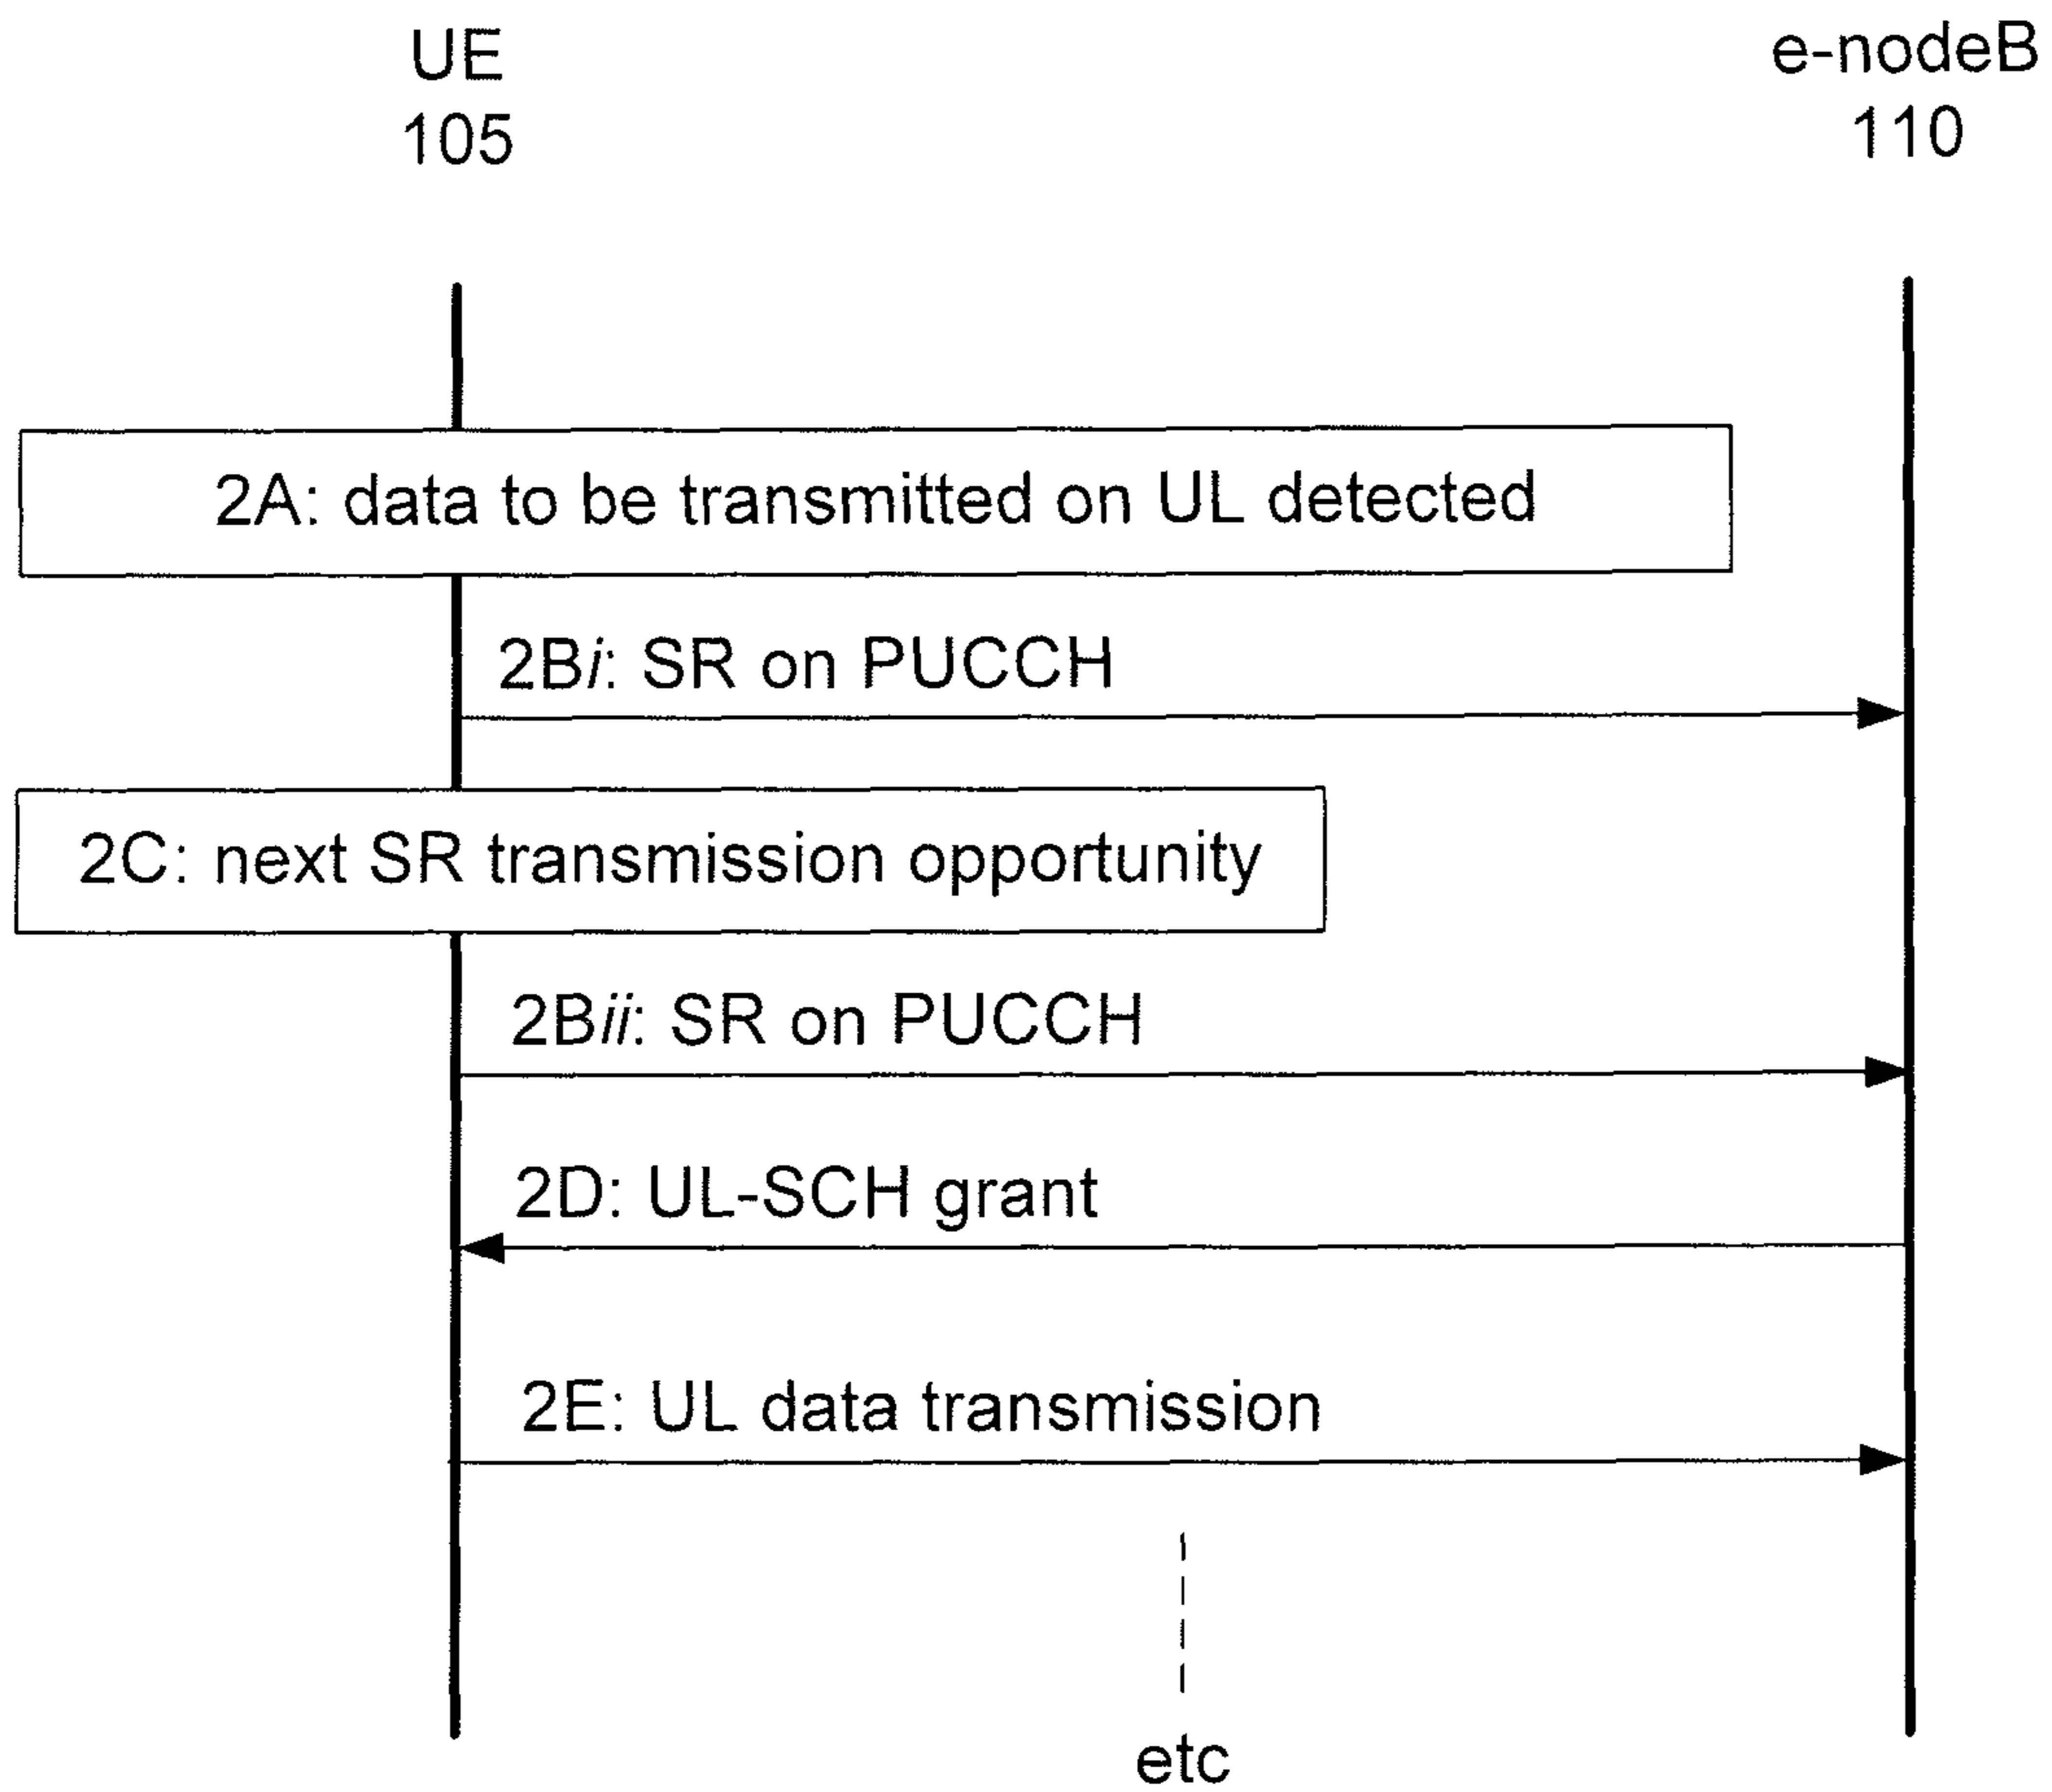 UE
105
e-nodeB
110
2A: data to be transmitted on UL detected
2Bi: SR on PUCCH
2C: next SR transmission opportunity
2Bii: SR on PUCCH
2D: UL-SCH grant
2E: UL data transmission
etc